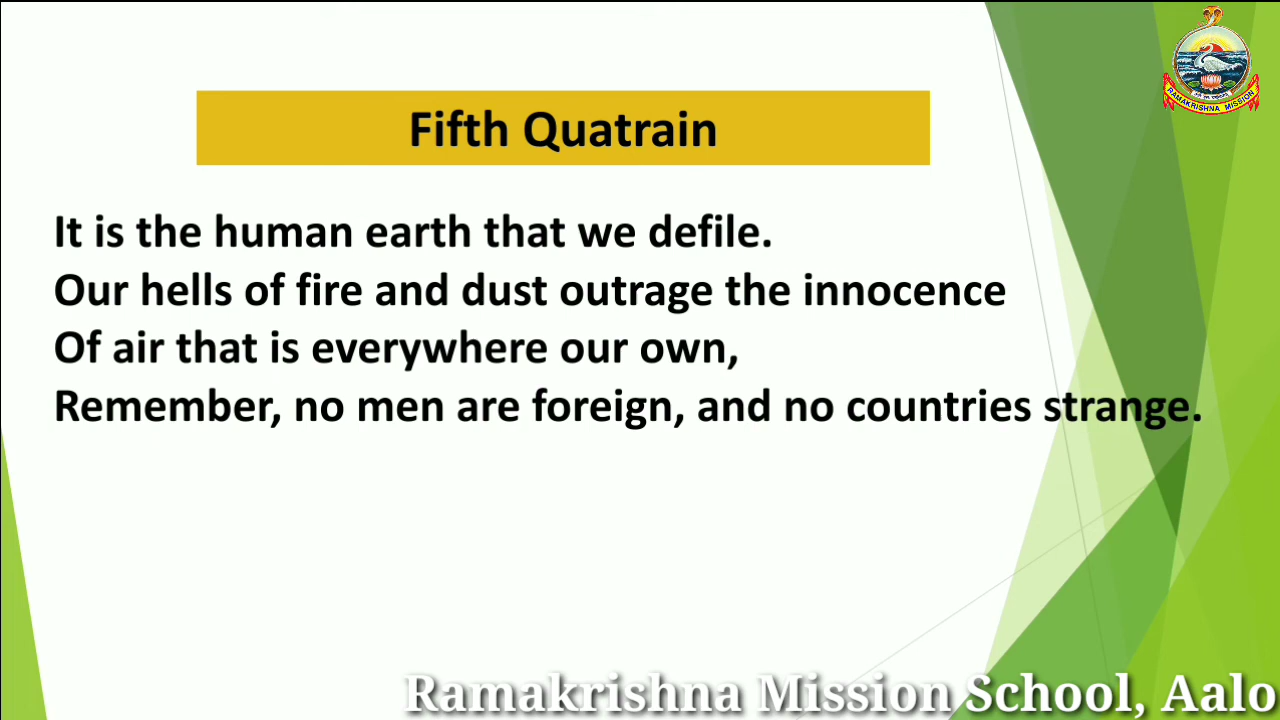 Fifth Quatrain
It is the human earth that we defile.
Our hells of fire and dust outrage the innocence
Of air that is everywhere our own,
Remember, no men are foreign, and no countries strange.
RAMAKRISHNA MISSION
Ramakrishna Mission School, Aalo